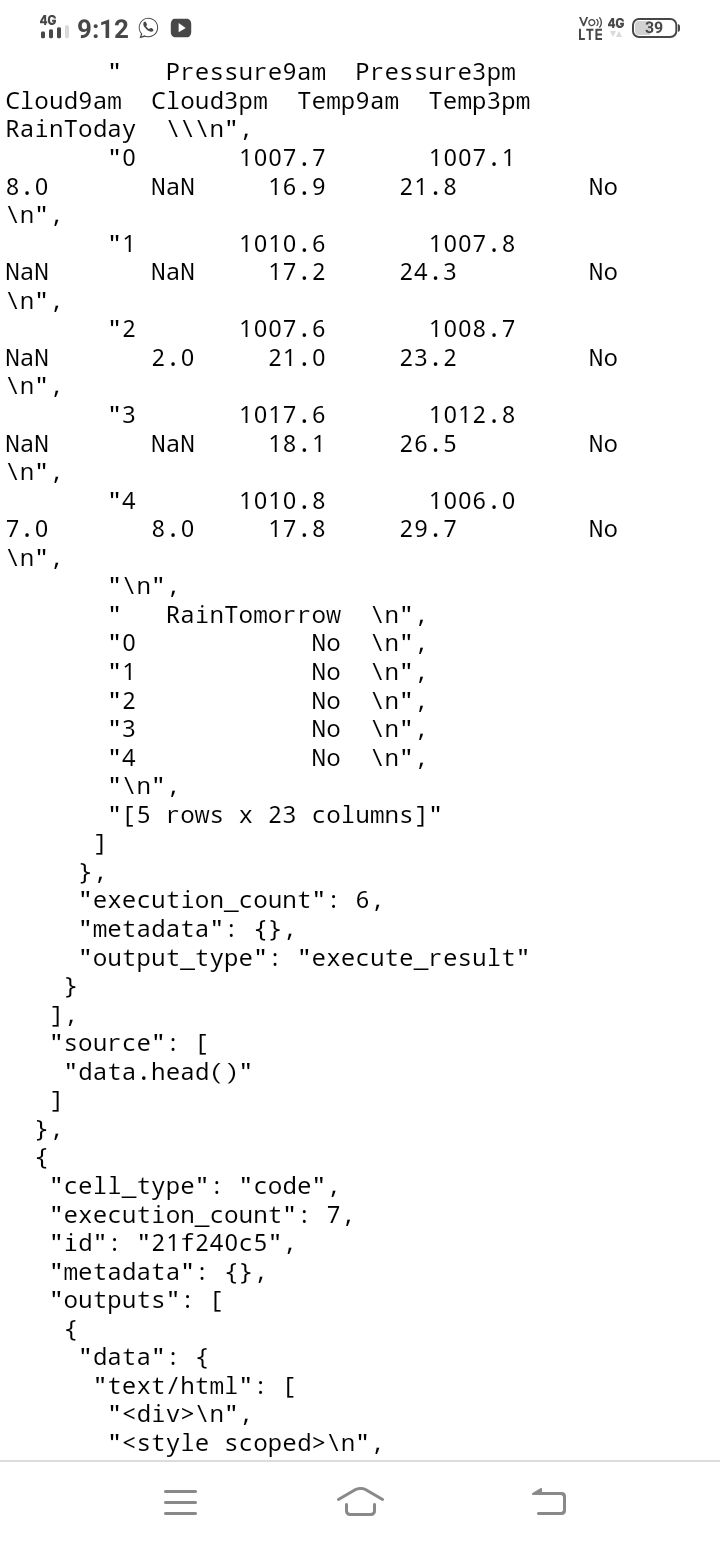 4G 9:12 Vo)) LTE 4G 39
"   Pressure9am  Pressure3pm
Cloud9am  Cloud3pm  Temp9am  Temp3pm
RainToday  \\\n",
"0       1007.7       1007.1
8.0       NaN     16.9     21.8         No
\n",
"1       1010.6       1007.8
NaN       NaN     17.2     24.3         No
\n",
"2       1007.6       1008.7
NaN       2.0     21.0     23.2         No
\n",
"3       1017.6       1012.8
NaN       NaN     18.1     26.5         No
\n",
"4       1010.8       1006.0
7.0       8.0     17.8     29.7         No
\n",
"\n",
"   RainTomorrow  \n",
"0            No  \n",
"1            No  \n",
"2            No  \n",
"3            No  \n",
"4            No  \n",
"\n",
"[5 rows x 23 columns]"
]
},
"execution_count": 6,
"metadata": {},
"output_type": "execute_result"
}
],
"source": [
"data.head()"
]
},
{
"cell_type": "code",
"execution_count": 7,
"id": "21f240c5",
"metadata": {},
"outputs": [
{
"data": {
"text/html": [
"<div>\n",
"<style scoped>\n",